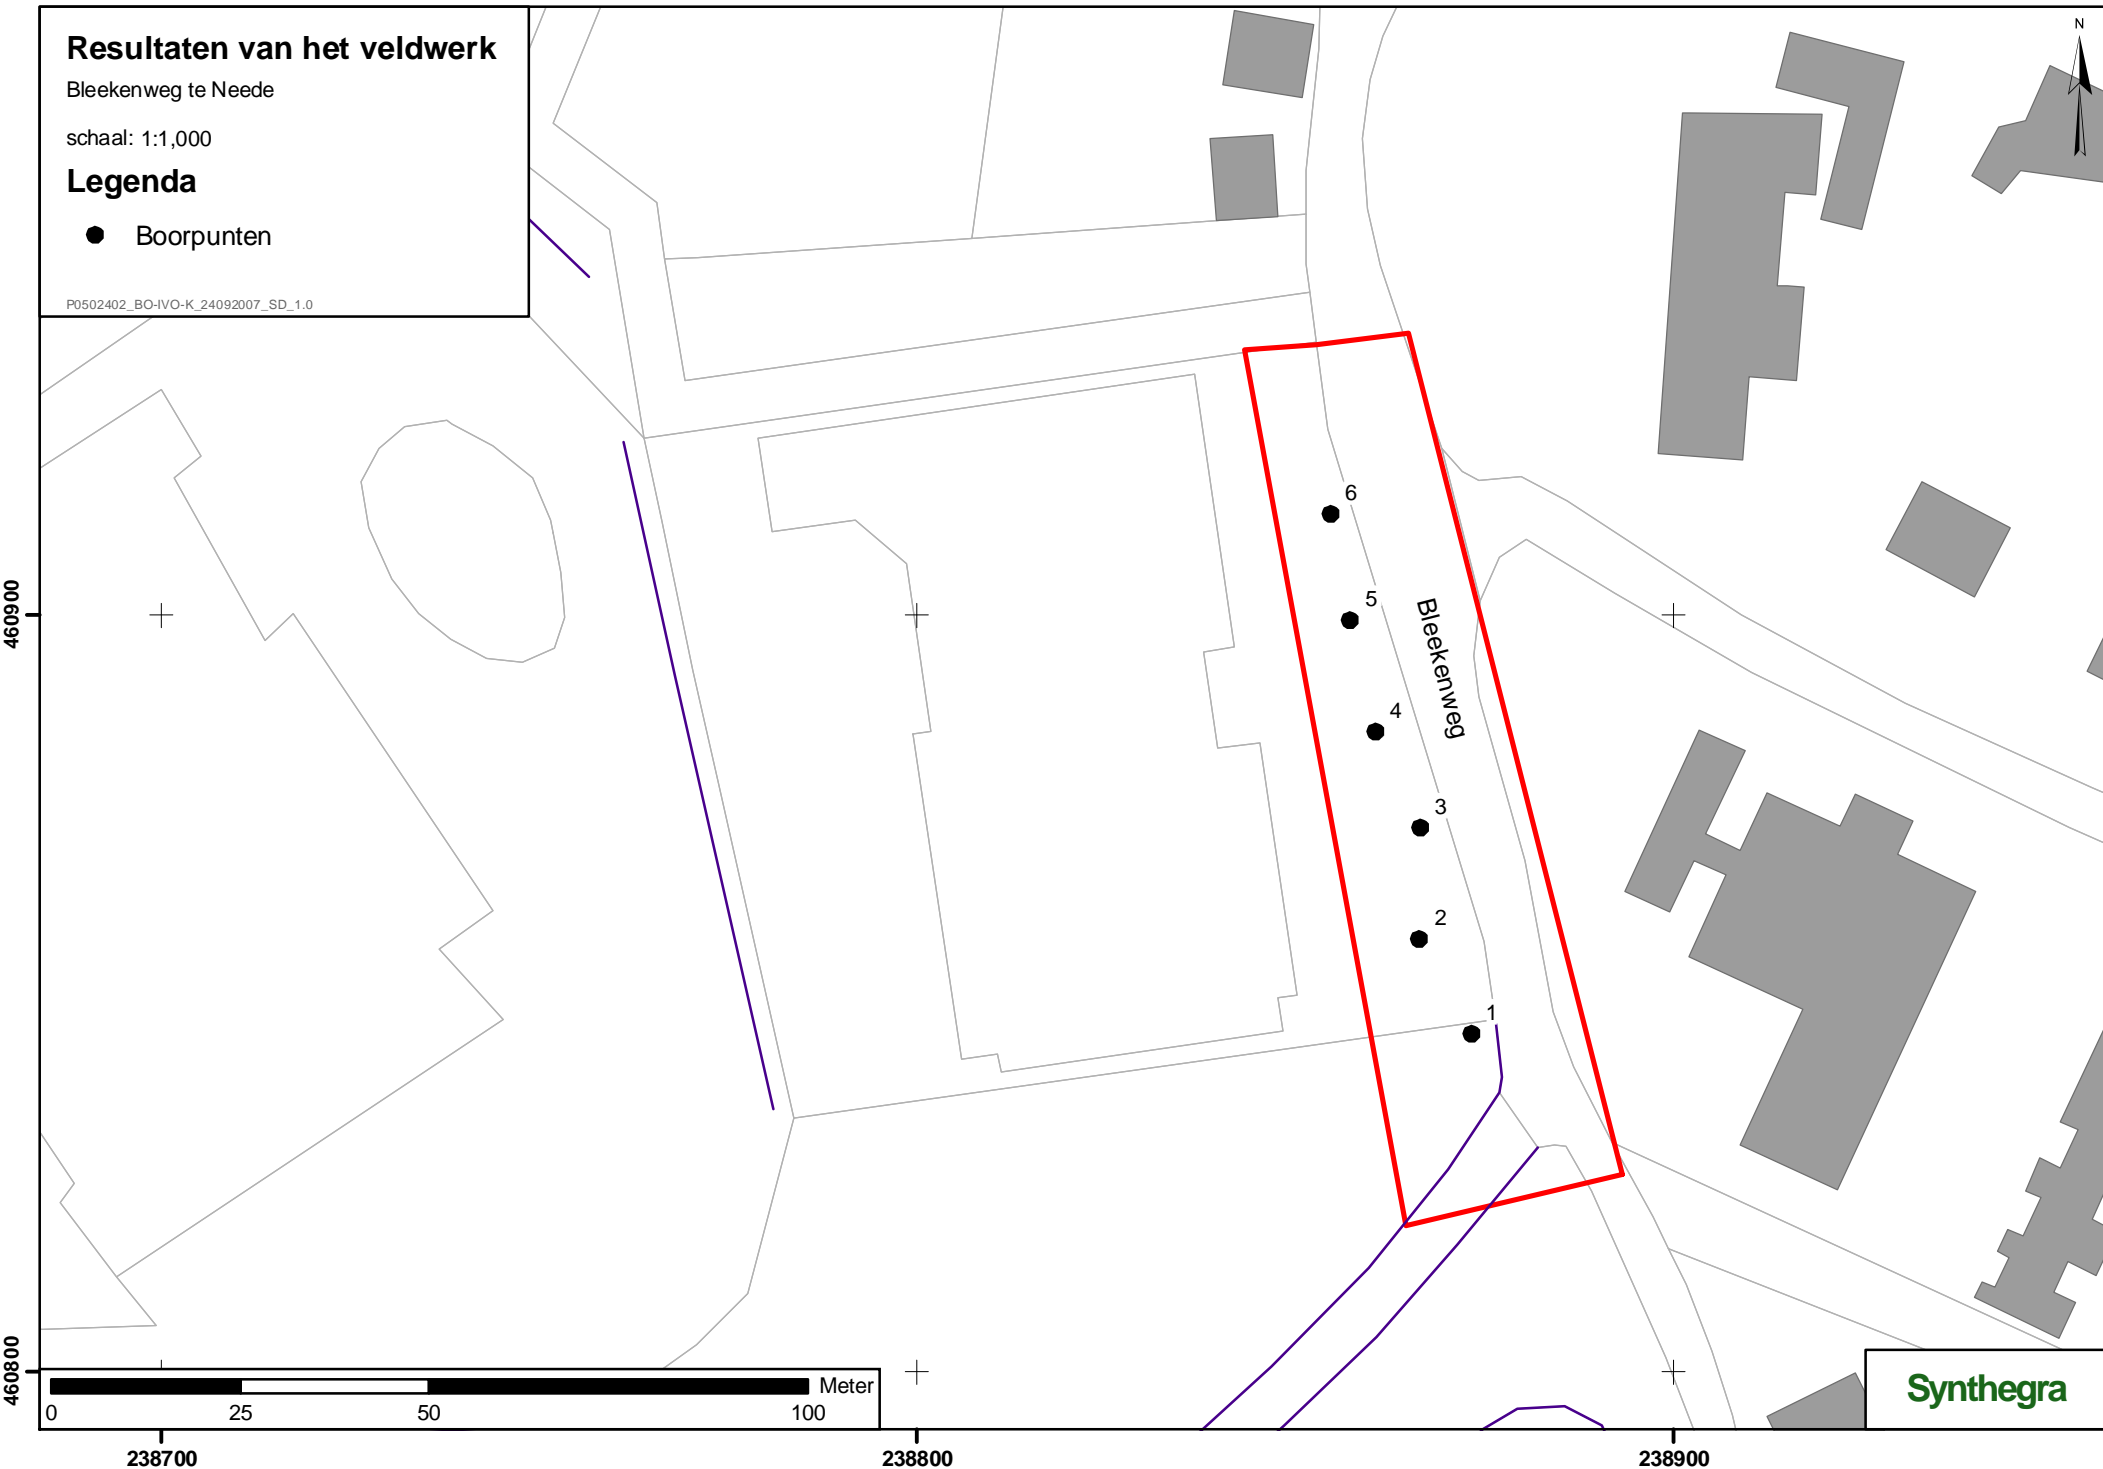 Resultaten van het veldwerk
Bleekenweg te Neede
schaal: 1:1,000
Legenda
Boorpunten
P0502402_BO-IVO-K_24092007_SD_1.0
N
6
5
4
3
2
1
Bleekenweg
460900
460800
Meter
0 25 50 100
238700 238800 238900
Synthegra